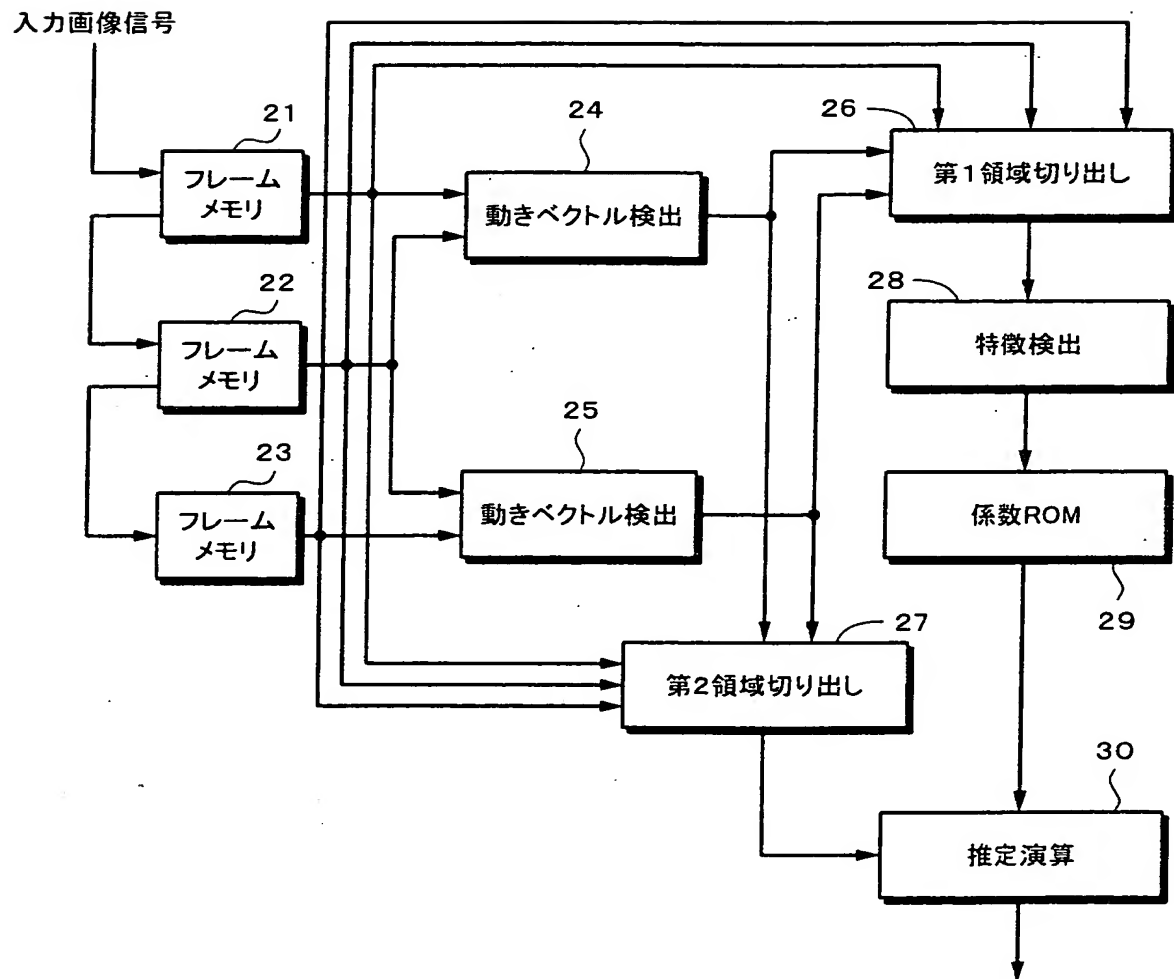 入力画像信号
21
フレーム
メモリ
24
動きベクトル検出
26
第1領域切り出し
22
フレーム
メモリ
28
特徴検出
23
フレーム
メモリ
25
動きベクトル検出
係数ROM
29
27
第2領域切り出し
30
推定演算